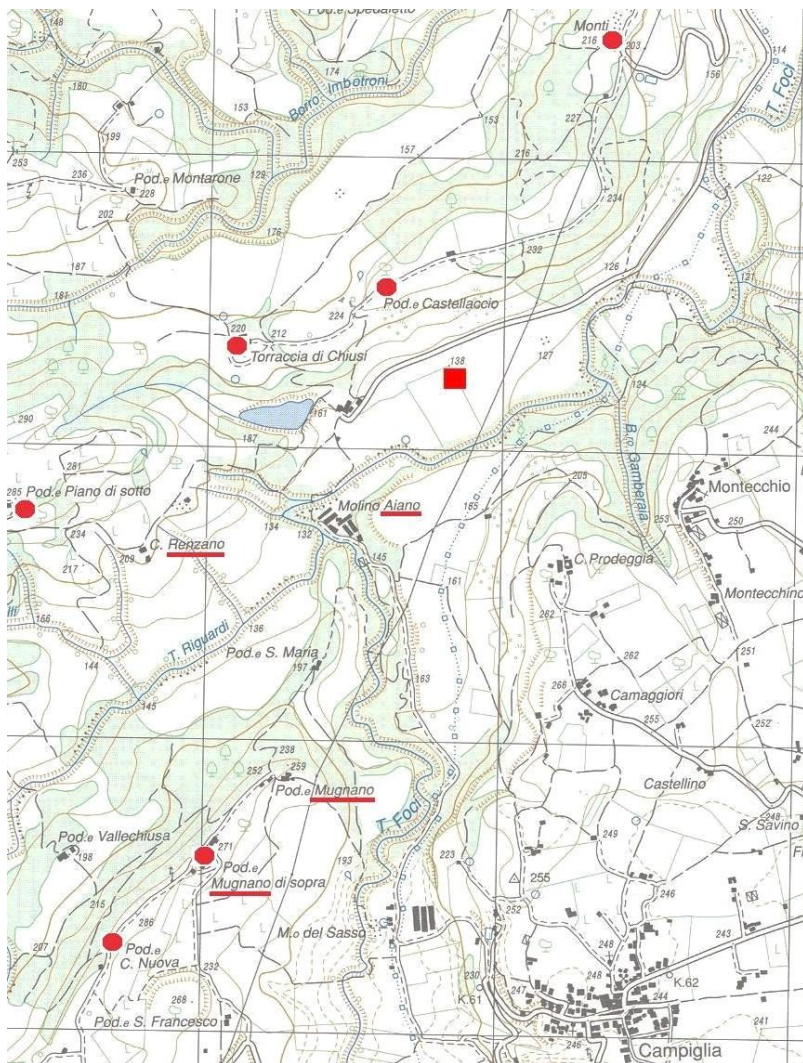 Pod.e Spedaletto
Monti
148
174
216
203
114
180
156
T. Foci
Borro Imbotroni
153
153
227
199
157
216
253
129
122
236
Pod.e Montarone
228
234
202
176
232
187
126
121
181
Pod.e Castellaccio
224
220
212
Torraccia di Chiusi
138
127
124
290
161
187
B.ro Gamberaia
244
281
285
Pod.e Piano di sotto
205
Montecchio
Molino Aiano
165
134
253
250
234
C. Renzano
132
209
145
C. Prodeggia
217
161
Montecchino
262
166
T. Riguardi
136
Pod.e S. Maria
262
251
144
197
163
266
Camaggiori
145
255
252
238
252
259
Castellino
Pod.e Mugnano
T. Foci
248
S. Savino
Pod.e Vallechiusa
271
249
198
Pod.e
Mugnano di sopra
193
223
255
215
246
286
252
207
M.o del Sasso
243
Pod.e
C. Nuova
248
232
230
248
K.62
268
K.61
247
244
Pod.e S. Francesco
246
241
Campiglia